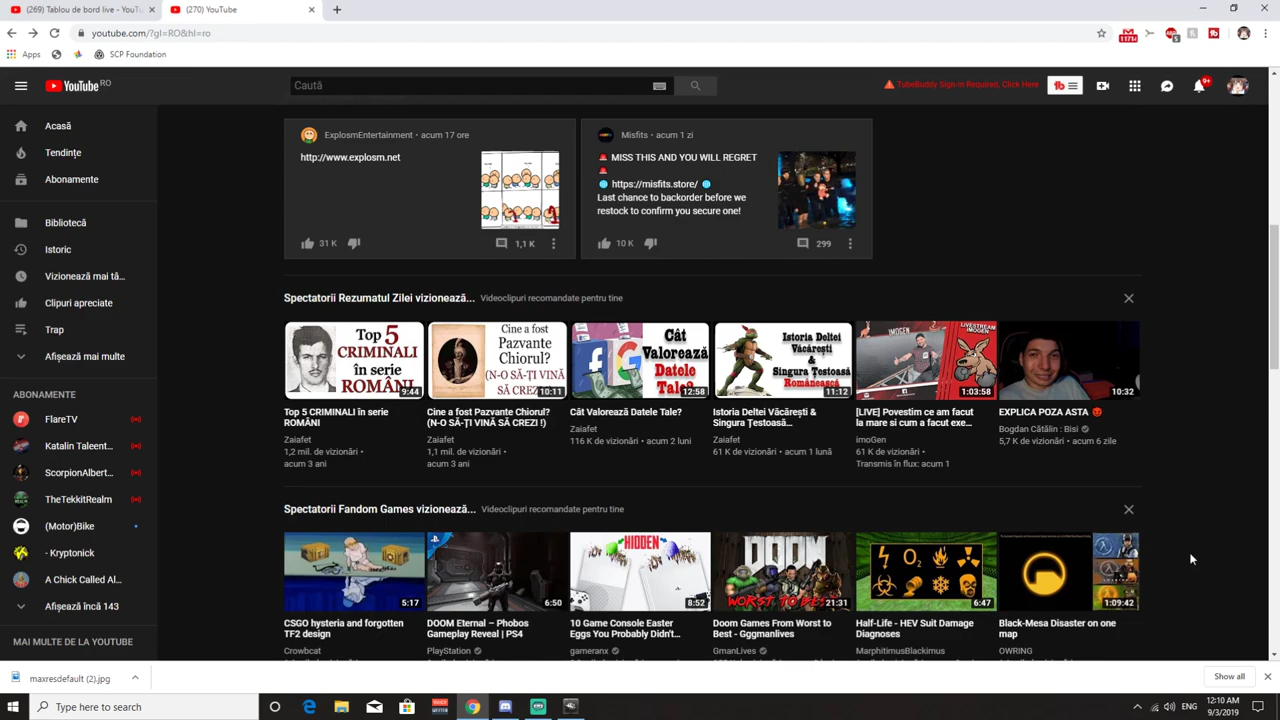 (269) Tablou de bord live - YouTu
(270) YouTube
youtube.com/?gl=RO&hl=ro
Apps
SCP Foundation
YouTube RO
Caută
TubeBuddy Sign-In Required, Click Here
9+
Acasă
Tendințe
Abonamente
Bibliotecă
Istoric
Vizionează mai tâ...
Clipuri apreciate
Trap
Afișează mai multe
ABONAMENTE
FlareTV
Katalin Taleent...
ScorpionAlbert...
TheTekkitRealm
(Motor)Bike
- Kryptonick
A Chick Called Al...
Afișează încă 143
MAI MULTE DE LA YOUTUBE
ExplosmEntertainment • acum 17 ore
http://www.explosm.net
31 K
1,1 K
Misfits • acum 1 zi
MISS THIS AND YOU WILL REGRET
https://misfits.store/
Last chance to backorder before we
restock to confirm you secure one!
10 K
299
Spectatorii Rezumatul Zilei vizionează... Videoclipuri recomandate pentru tine
Top 5
CRIMINALI
în serie
ROMÂNI
9:44
Top 5 CRIMINALI în serie
ROMÂNI
Zaiafet
1,2 mil. de vizionări •
acum 3 ani
Cine a fost
Pazvante
Chiorul?
(N-O SĂ-ȚI VINĂ
SĂ CREZI !)
10:11
Cine a fost Pazvante Chiorul?
(N-O SĂ-ȚI VINĂ SĂ CREZI !)
Zaiafet
1,1 mil. de vizionări •
acum 3 ani
Cât
Valorează
Datele
Tale?
12:58
Cât Valorează Datele Tale?
Zaiafet
116 K de vizionări • acum 2 luni
Istoria Deltei
Văcărești
&
Singura Țestoasă
Românească
11:12
Istoria Deltei Văcărești &
Singura Țestoasă...
Zaiafet
61 K de vizionări • acum 1 lună
IMOGEN
LIVESTREAM
IMOGEN
1:03:58
[LIVE] Povestim ce am facut
la mare si cum a facut exe...
imoGen
61 K de vizionări •
Transmis în flux: acum 1
10:32
EXPLICA POZA ASTA
Bogdan Cătălin : Bisi
5,7 K de vizionări • acum 6 zile
Spectatorii Fandom Games vizionează... Videoclipuri recomandate pentru tine
5:17
CSGO hysteria and forgotten
TF2 design
Crowbcat
6:50
DOOM Eternal – Phobos
Gameplay Reveal | PS4
PlayStation
HIDDEN
8:52
10 Game Console Easter
Eggs You Probably Didn't...
gameranx
DOOM
WORST TO BEST
21:31
Doom Games From Worst to
Best - Gggmanlives
GmanLives
O2
6:47
Half-Life - HEV Suit Damage
Diagnoses
MarphitimusBlackimus
1:09:42
Black-Mesa Disaster on one
map
OWRING
maxresdefault (2).jpg
Show all
Type here to search
ENG
12:10 AM
9/3/2019